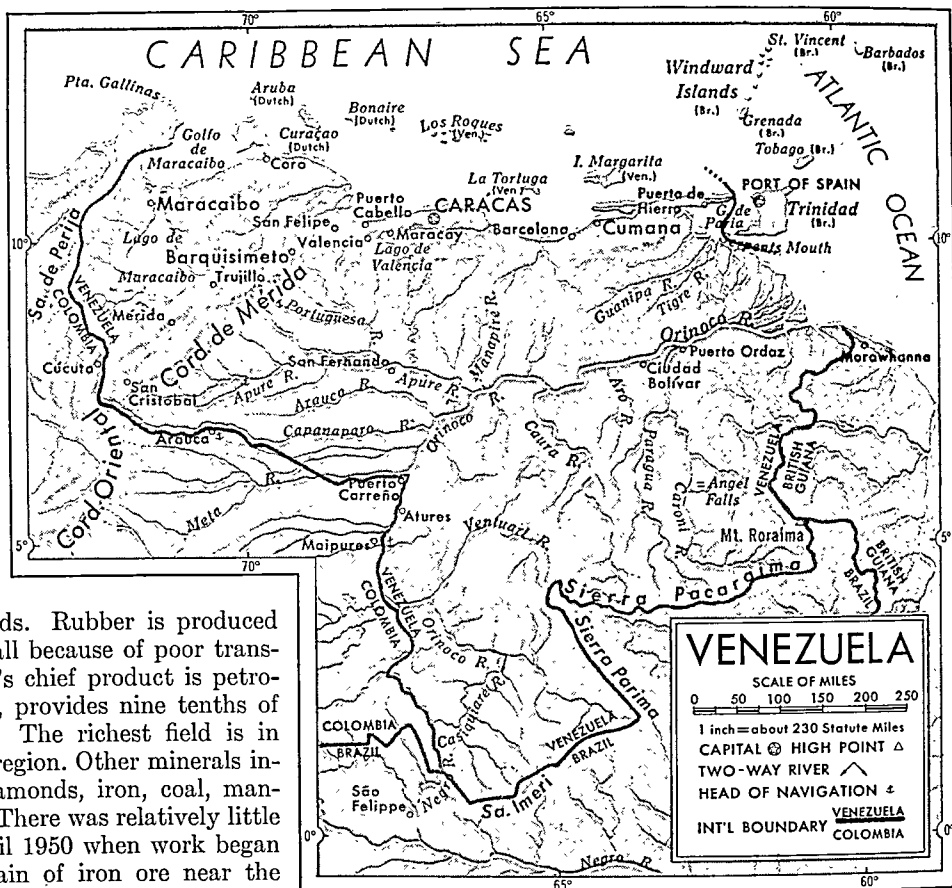 70°
65°
60°
CARIBBEAN SEA
St. Vincent
(Br.)
Barbados
(Br.)
Windward
Islands
(Br.)
ATLANTIC
OCEAN
Pta. Gallinas
Aruba
(Dutch)
Bonaire
(Dutch)
Curaçao
(Dutch)
Los Roques
(Ven.)
Grenada
(Br.)
Tobago (Br.)
Golfo
de
Maracaibo
Coro
La Tortuga
(Ven.)
I. Margarita
(Ven.)
Puerto de
Hierro
PORT OF SPAIN
Trinidad
(Br.)
G. de
Paria
Maracaibo
San Felipe
Puerto
Cabello
CARACAS
Valencia
Maracay
Barcelona
Cumana
10°
10°
Lago de
Maracaibo
Barquisimeto
Lago de
Valencia
Serpents Mouth
Sa. de Perija
Trujillo
Merida
Cord. de Mérida
Portuguesa R.
Manapire R.
Guanipa R.
Tigre R.
Orinoco R.
VENEZUELA
COLOMBIA
Cucuto
San
Cristobal
San Fernando
Apure R.
Apure R.
Puerto Ordaz
Ciudad
Bolívar
Morawhanna
Arauca R.
Arauca
Capanaparo R.
Orinoco R.
Caura R.
Aro R.
Paragua R.
Caroni R.
Angel
Falls
VENEZUELA
BRITISH
GUIANA
Cord. Oriental
Meta R.
Puerto
Carreño
Atures
Maipures
Ventuari R.
Mt. Roraima
5°
5°
70°
VENEZUELA
COLOMBIA
Sierra Pacaraima
BRITISH
GUIANA
BRAZIL
Orinoco R.
Sierra Parima
Casiquiare R.
COLOMBIA
BRAZIL
VENEZUELA
BRAZIL
São
Felippe
Negro R.
Sa. Imeri
Negro R.
0°
0°
65°
60°
VENEZUELA
SCALE OF MILES
0 50 100 150 200 250
1 inch=about 230 Statute Miles
CAPITAL HIGH POINT
TWO-WAY RIVER
HEAD OF NAVIGATION
INT'L BOUNDARY VENEZUELA
COLOMBIA
ds. Rubber is produced
all because of poor trans-
's chief product is petro-
, provides nine tenths of
The richest field is in
region. Other minerals in-
amonds, iron, coal, man-
There was relatively little
il 1950 when work began
ain of iron ore near the